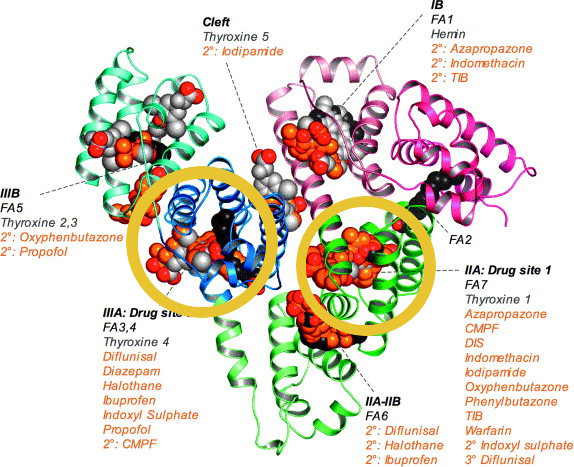 Cleft
Thyroxine 5
2°: Iodipamide
IB
FA1
Hemin
2°: Azapropazone
2°: Indomethacin
2°: TIB
IIIB
FA5
Thyroxine 2,3
2°: Oxyphenbutazone
2°: Propofol
FA2
IIIA: Drug site
FA3,4
Thyroxine 4
Diflunisal
Diazepam
Halothane
Ibuprofen
Indoxyl Sulphate
Propofol
2°: CMPF
IIA-IIB
FA6
2°: Diflunisal
2°: Halothane
2°: Ibuprofen
IIA: Drug site 1
FA7
Thyroxine 1
Azapropazone
CMPF
DIS
Indomethacin
Iodipamide
Oxyphenbutazone
Phenylbutazone
TIB
Warfarin
2° Indoxyl sulphate
3° Diflunisal